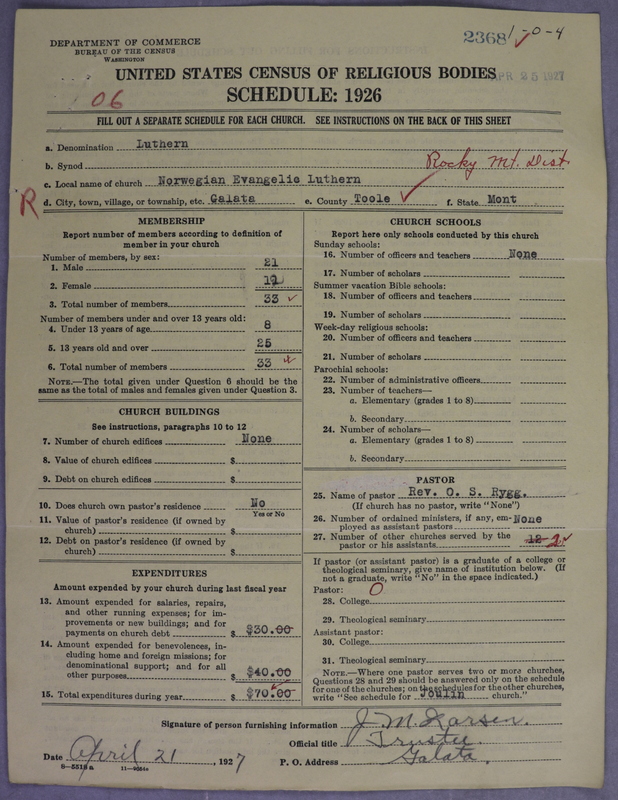 DEPARTMENT OF COMMERCE
BUREAU OF THE CENSUS
WASHINGTON
2368
1-0-4
APR 25 1927
UNITED STATES CENSUS OF RELIGIOUS BODIES
SCHEDULE: 1926
06
FILL OUT A SEPARATE SCHEDULE FOR EACH CHURCH. SEE INSTRUCTIONS ON THE BACK OF THIS SHEET
a. Denomination Luthern
b. Synod Rocky Mt. Dist
c. Local name of church Norwegian Evangelic Luthern
R d. City, town, village, or township, etc. Galata e. County Toole f. State Mont
MEMBERSHIP
Report number of members according to definition of member in your church
Number of members, by sex:
1. Male 21
2. Female 12
3. Total number of members 33
Number of members under and over 13 years old:
4. Under 13 years of age 8
5. 13 years old and over 25
6. Total number of members 33
NOTE.—The total given under Question 6 should be the
same as the total of males and females given under Question 3.
CHURCH BUILDINGS
See instructions, paragraphs 10 to 12
7. Number of church edifices None
8. Value of church edifices $
9. Debt on church edifices $
10. Does church own pastor's residence No
Yes or No
11. Value of pastor's residence (if owned by
church) $
12. Debt on pastor's residence (if owned by
church) $
EXPENDITURES
Amount expended by your church during last fiscal year
13. Amount expended for salaries, repairs,
and other running expenses; for im-
provements or new buildings; and for
payments on church debt $ $30.00
14. Amount expended for benevolences, in-
cluding home and foreign missions; for
denominational support; and for all
other purposes $ $40.00
15. Total expenditures during year $ $70.00
CHURCH SCHOOLS
Report here only schools conducted by this church
Sunday schools:
16. Number of officers and teachers None
17. Number of scholars
Summer vacation Bible schools:
18. Number of officers and teachers
19. Number of scholars
Week-day religious schools:
20. Number of officers and teachers
21. Number of scholars
Parochial schools:
22. Number of administrative officers
23. Number of teachers—
a. Elementary (grades 1 to 8)
b. Secondary
24. Number of scholars—
a. Elementary (grades 1 to 8)
b. Secondary
PASTOR
25. Name of pastor Rev. O. S. Rygg.
(If church has no pastor, write "None")
26. Number of ordained ministers, if any, em-
ployed as assistant pastors None
27. Number of other churches served by the
pastor or his assistants 12 2
If pastor (or assistant pastor) is a graduate of a college or
theological seminary, give name of institution below. (If
not a graduate, write "No" in the space indicated.)
Pastor: 0
28. College
29. Theological seminary
Assistant pastor:
30. College
31. Theological seminary
NOTE.—Where one pastor serves two or more churches,
Questions 28 and 29 should be answered only on the schedule
for one of the churches; on the schedules for the other churches,
write "See schedule for Joulin church."
Signature of person furnishing information J. M. Larsen.
Official title Trustee.
Date April 21, 1927 P. O. Address Galata.
8—5518 a